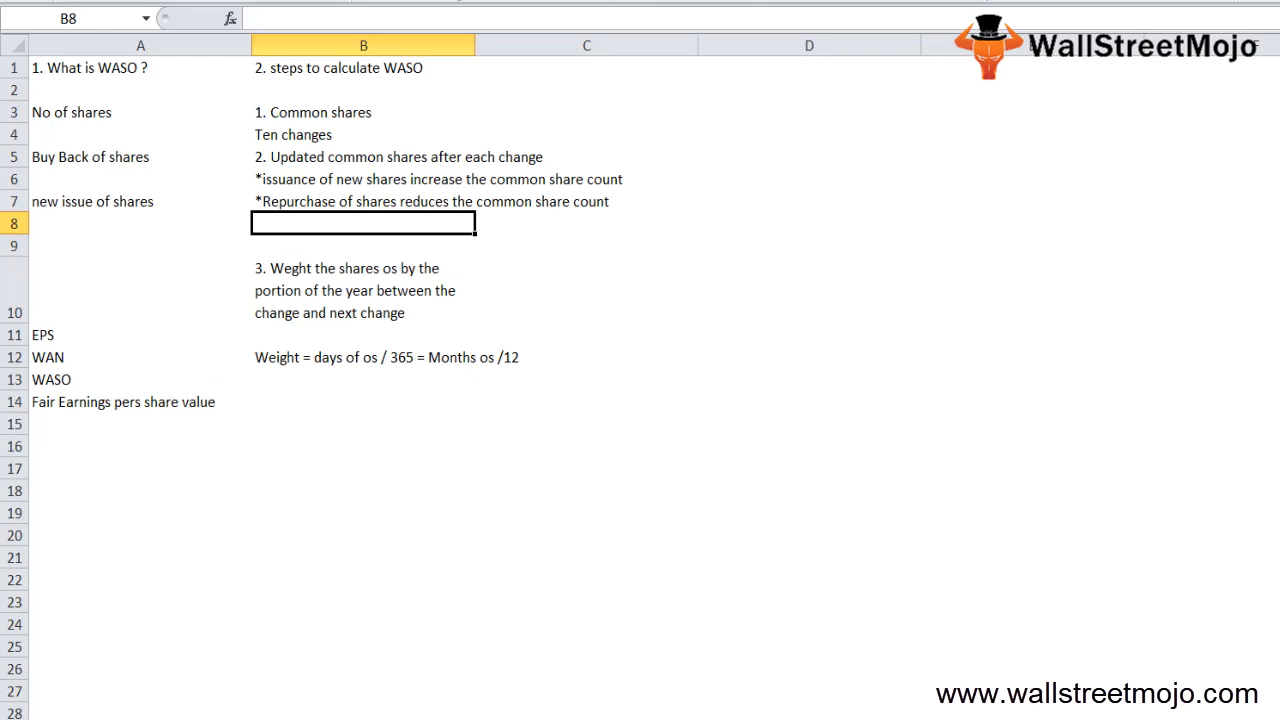 B8
fx
WallStreetMojo
A B C D F
1 1. What is WASO ? 2. steps to calculate WASO
2
3 No of shares 1. Common shares
4 Ten changes
5 Buy Back of shares 2. Updated common shares after each change
6 *issuance of new shares increase the common share count
7 new issue of shares *Repurchase of shares reduces the common share count
8
9
3. Weght the shares os by the
portion of the year between the
10 change and next change
11 EPS
12 WAN Weight = days of os / 365 = Months os /12
13 WASO
14 Fair Earnings pers share value
15
16
17
18
19
20
21
22
23
24
25
26
27
28
www.wallstreetmojo.com